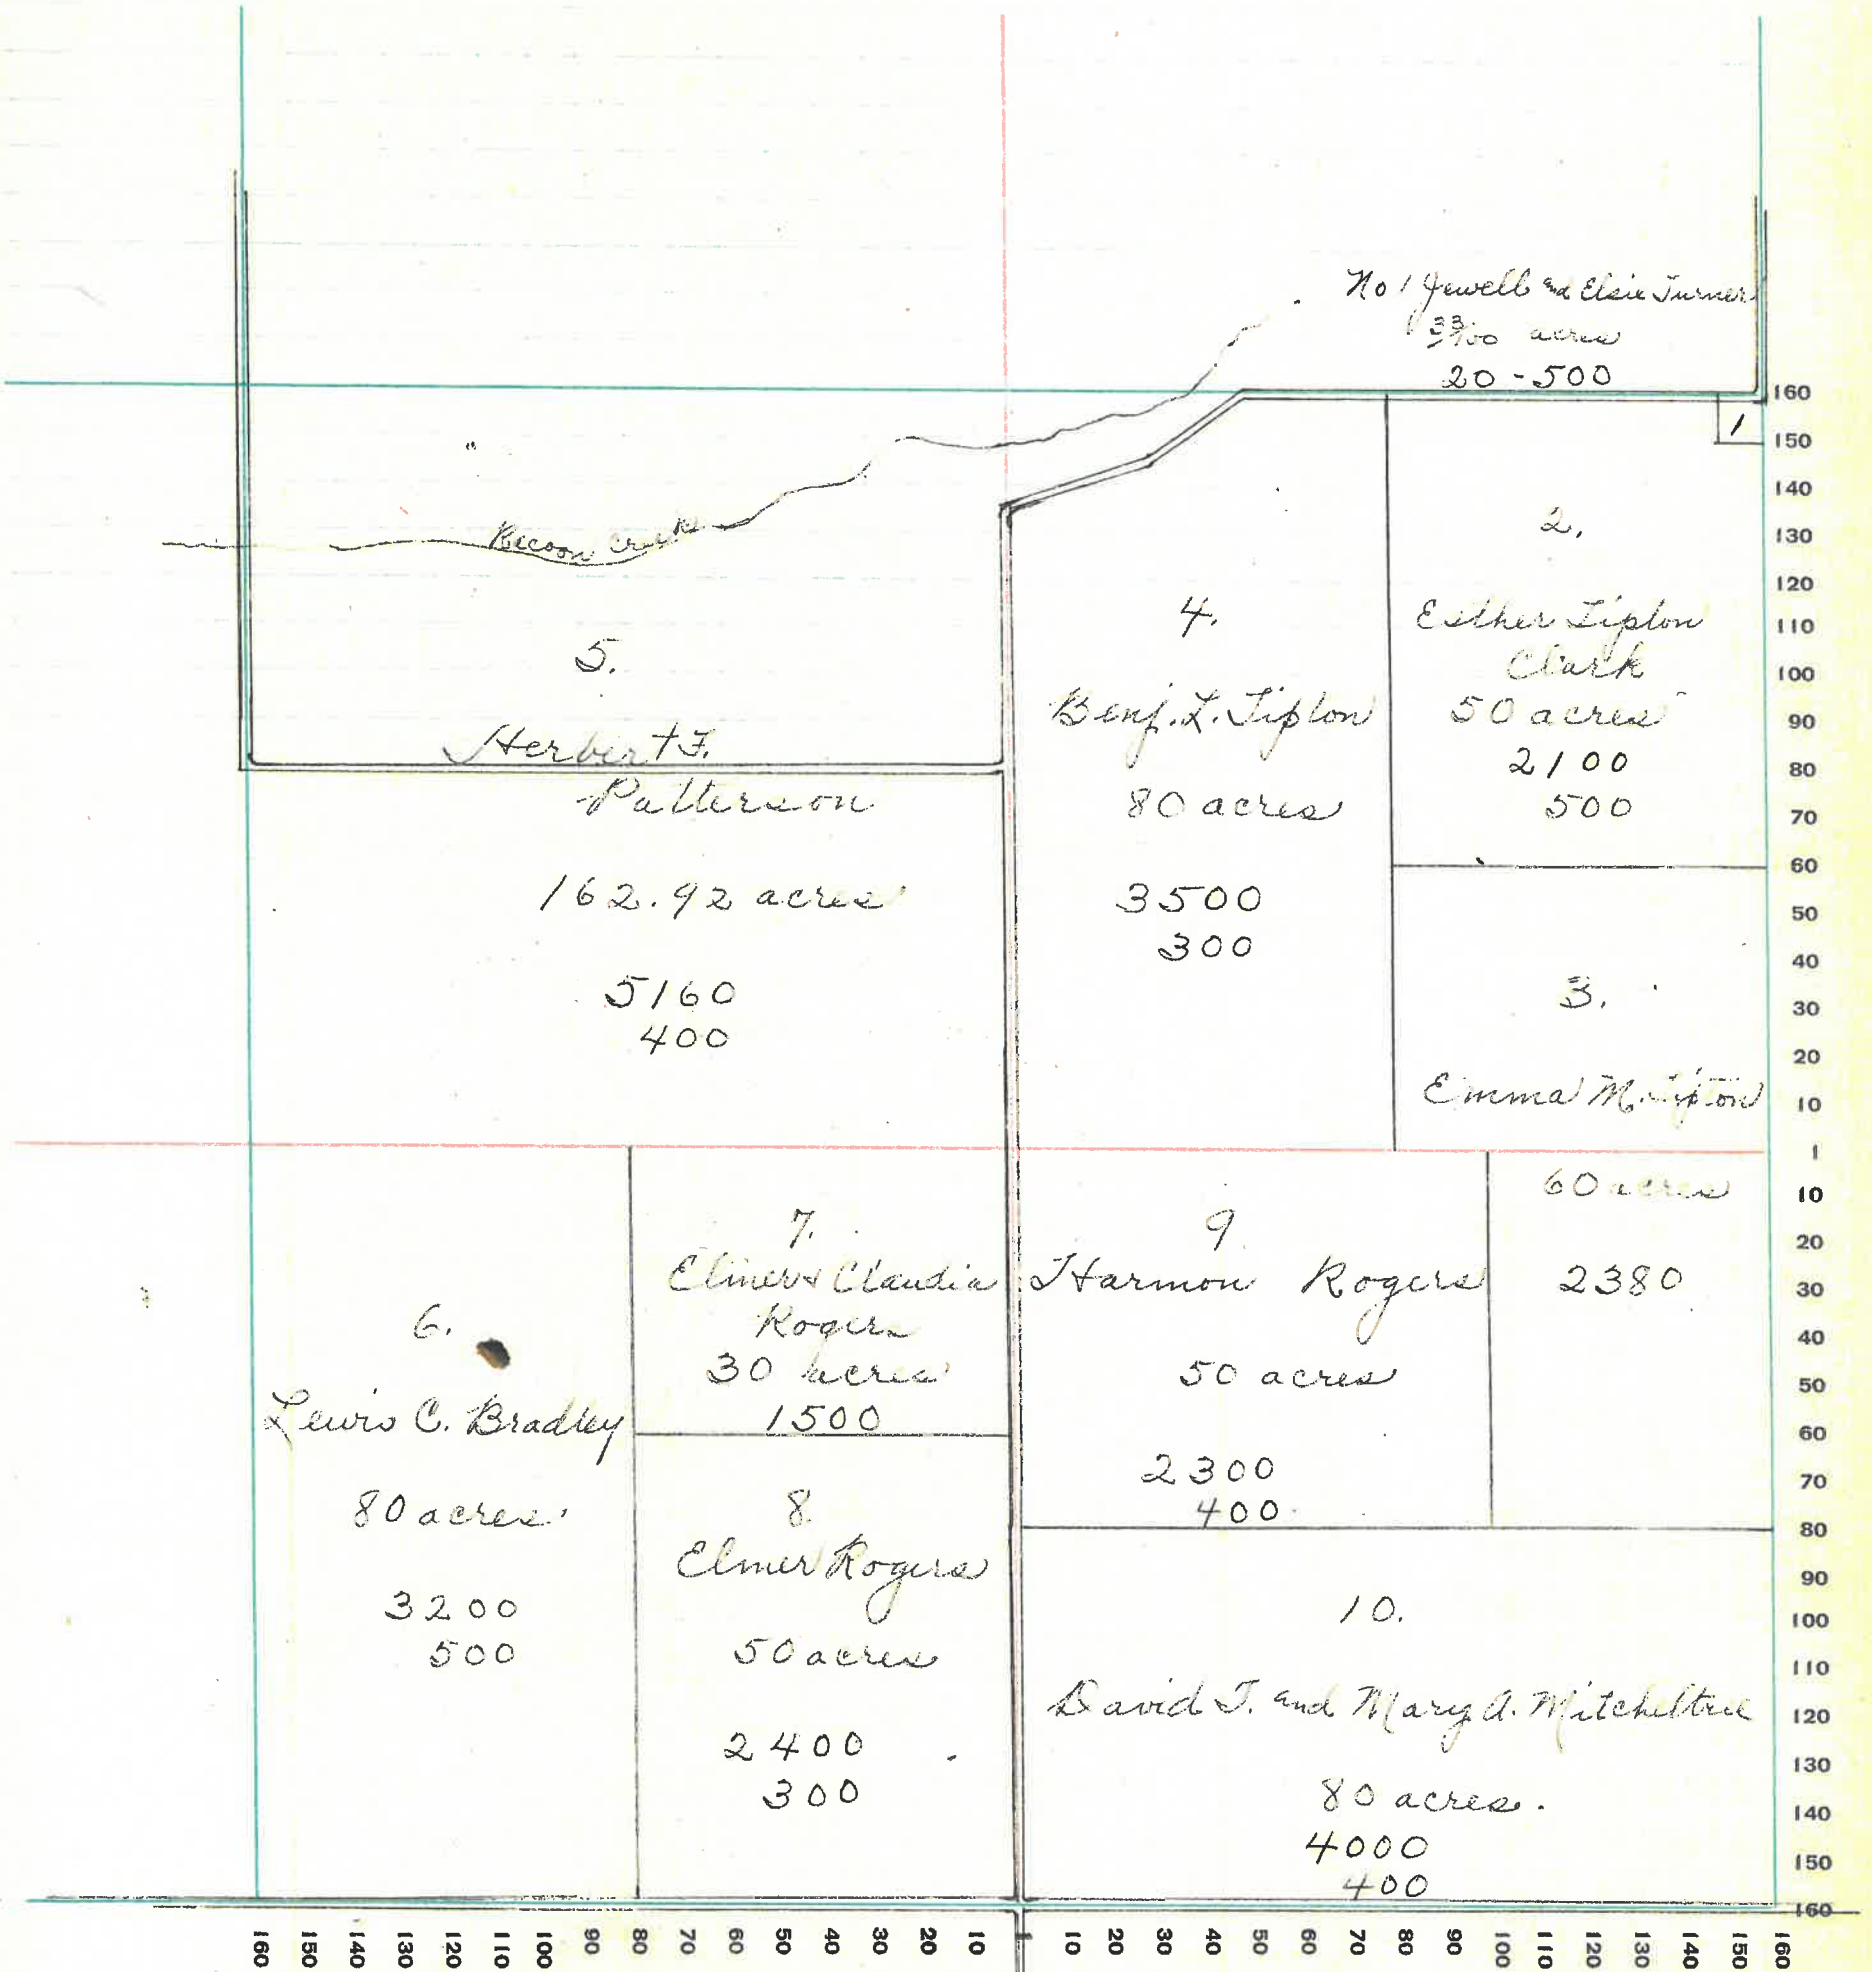 No 1 Jewell and Elsie Turner
33/100 acres
20 - 500
1
Raccoon Creek
2.
Esther Tipton
Clark
50 acres
2100
500
4.
Benj. L. Tipton
80 acres
3500
300
5.
Herbert F.
Patterson
162.92 acres
5160
400
3.
Emma M. Tipton
60 acres
2380
6.
Lewis C. Bradley
80 acres
3200
500
7.
Elmer & Claudia
Rogers
30 acres
1500
8.
Elmer Rogers
50 acres
2400
300
9
Harmon Rogers
50 acres
2300
400
10.
David T. and Mary A. Mitcheltree
80 acres.
4000
400
160
150
140
130
120
110
100
90
80
70
60
50
40
30
20
10
1
10
20
30
40
50
60
70
80
90
100
110
120
130
140
150
160
160 150 140 130 120 110 100 90 80 70 60 50 40 30 20 10 1 10 20 30 40 50 60 70 80 90 100 110 120 130 140 150 160